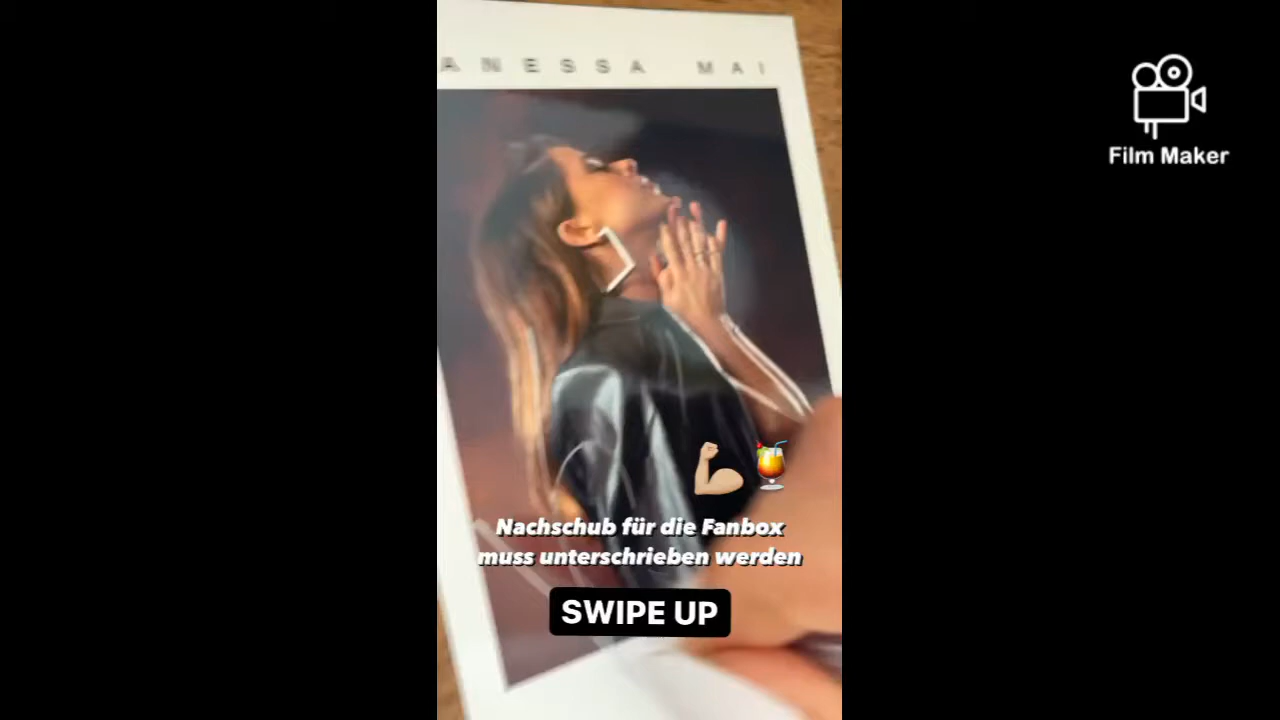 ANESSA MAI
Film Maker
Nachschub für die Fanbox
muss unterschrieben werden
SWIPE UP